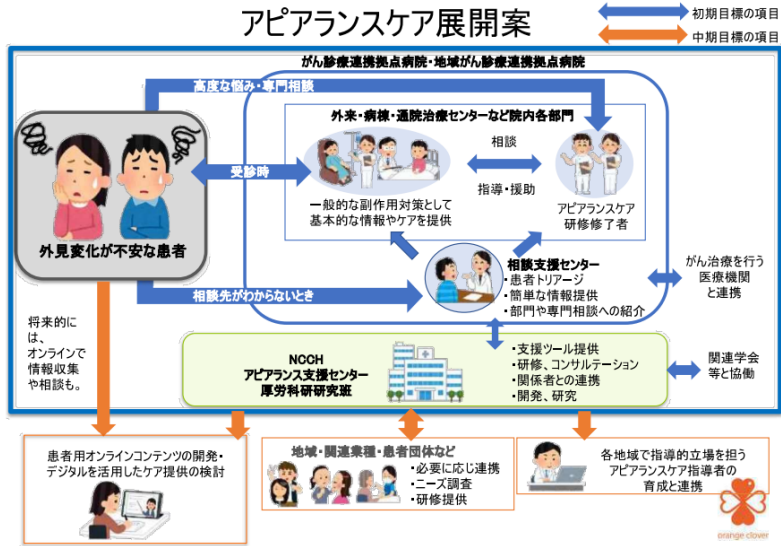 アピアランスケア展開案
初期目標の項目
中期目標の項目
がん診療連携拠点病院・地域がん診療連携拠点病院
高度な悩み・専門相談
外来・病棟・通院治療センターなど院内各部門
相談
指導・援助
受診時
一般的な副作用対策として
基本的な情報やケアを提供
アピアランスケア
研修修了者
外見変化が不安な患者
相談支援センター
・患者トリアージ
・簡単な情報提供
・部門や専門相談への紹介
がん治療を行う
医療機関
と連携
相談先がわからないとき
将来的に
は、
オンラインで
情報収集
や相談も。
NCCH
アピアランス支援センター
厚労科研研究班
・支援ツール提供
・研修、コンサルテーション
・関係者との連携
・開発、研究
関連学会
等と協働
患者用オンラインコンテンツの開発・
デジタルを活用したケア提供の検討
地域・関連業種・患者団体など
・必要に応じ連携
・ニーズ調査
・研修提供
各地域で指導的立場を担う
アピアランスケア指導者の
育成と連携
orange clover